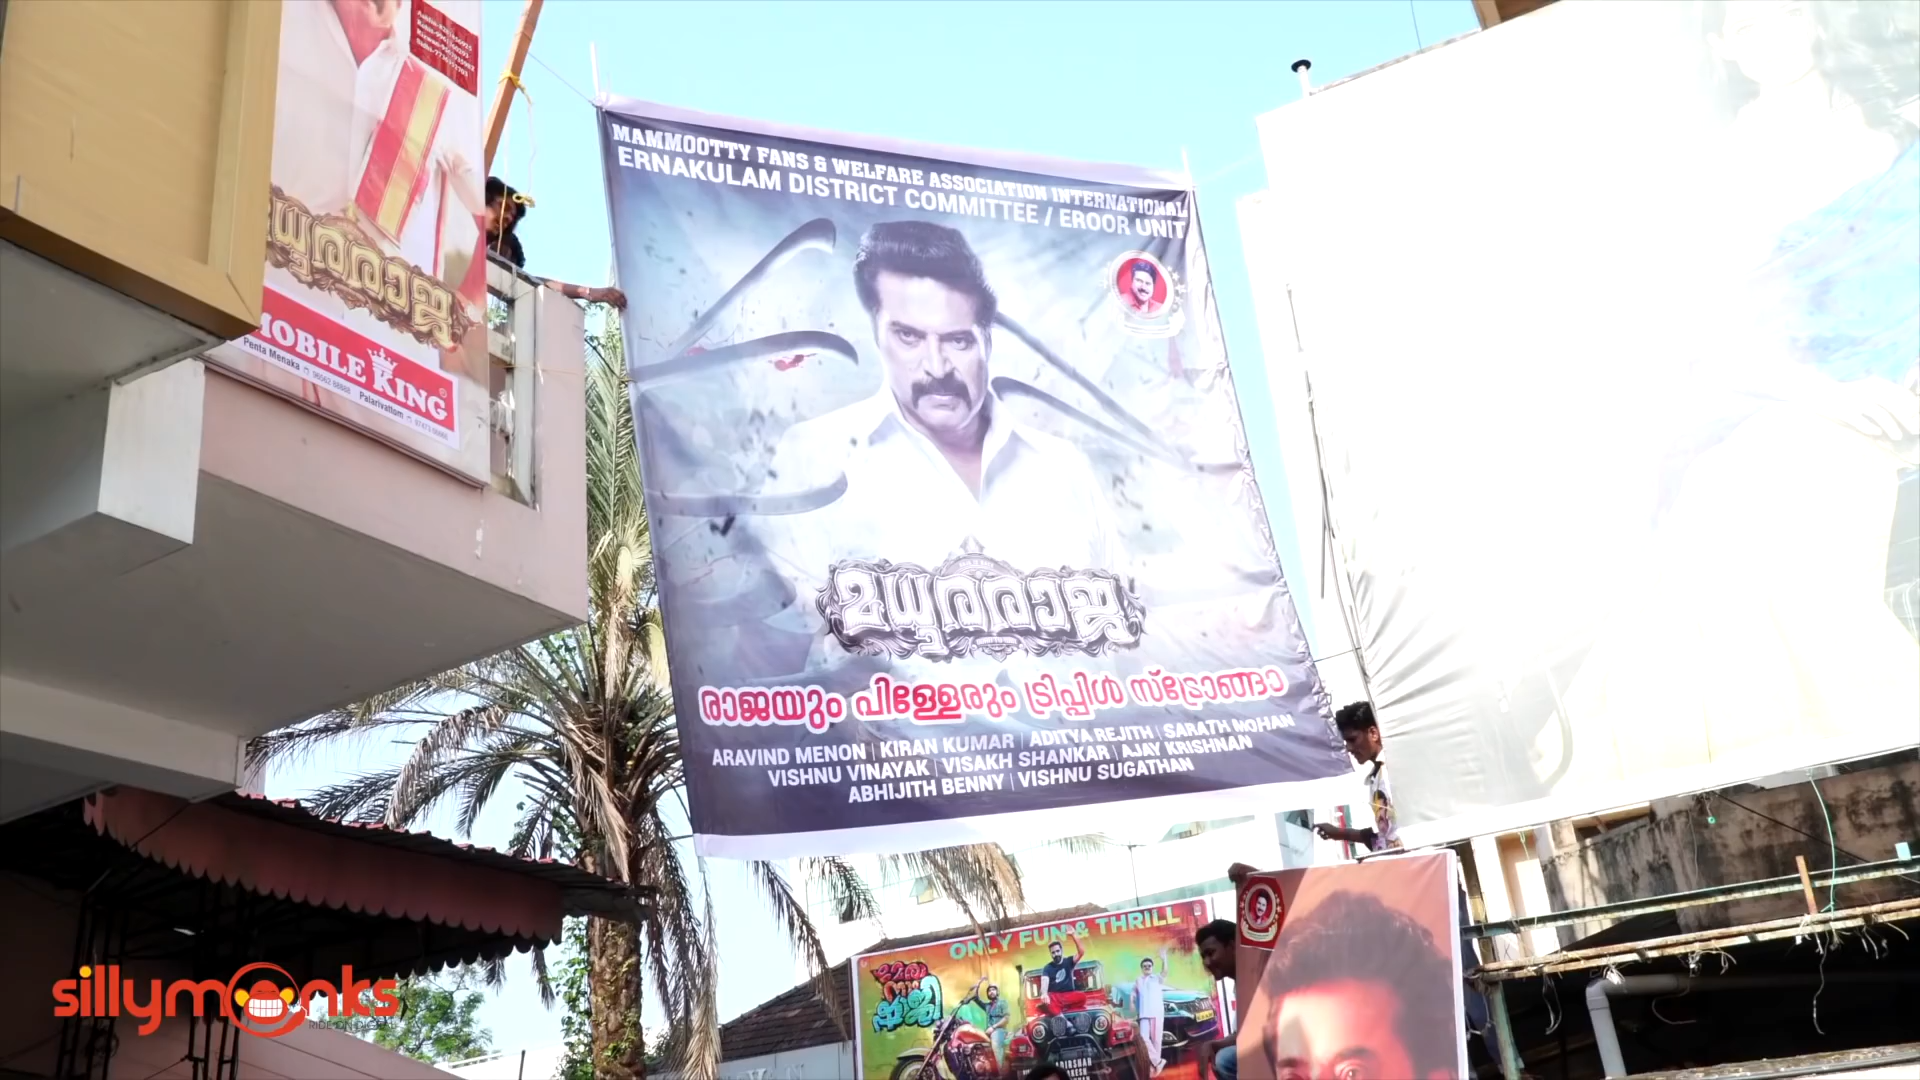 മധുരരാജ
MOBILE KING
Penta Menaka
Palarivattom
MAMMOOTTY FANS & WELFARE ASSOCIATION INTERNATIONAL
ERNAKULAM DISTRICT COMMITTEE / EROOR UNIT
മധുരരാജ
രാജയും പിള്ളേരും ട്രിപ്പിൾ സ്ട്രോങ്ങാ
ARAVIND MENON | KIRAN KUMAR | ADITYA REJITH | SARATH MOHAN
VISHNU VINAYAK | VISAKH SHANKAR | AJAY KRISHNAN
ABHIJITH BENNY | VISHNU SUGATHAN
ONLY FUN & THRILL
sillymonks